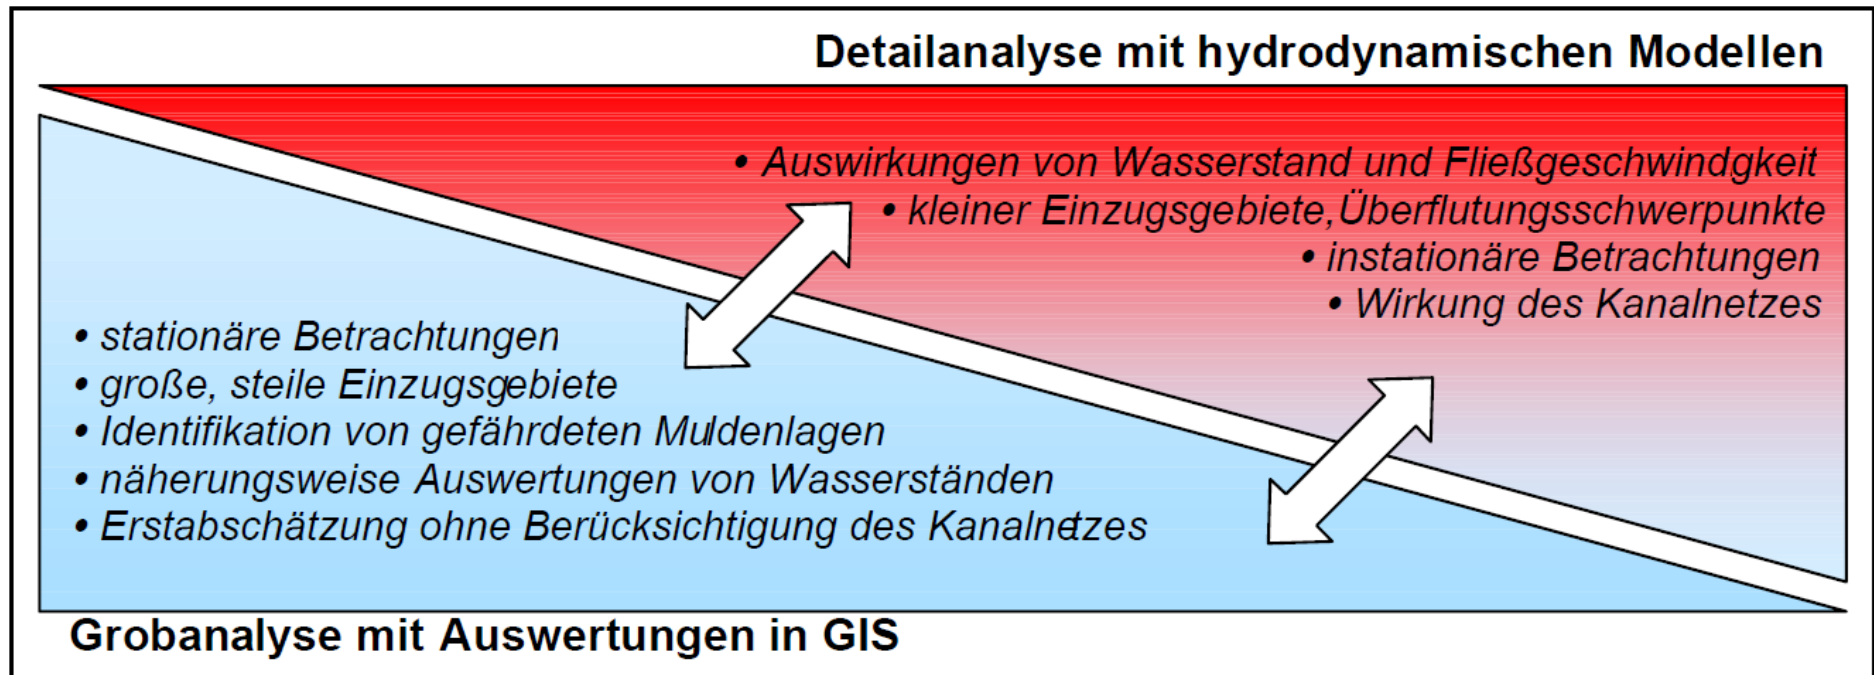 Detailanalyse mit hydrodynamischen Modellen
• Auswirkungen von Wasserstand und Fließgeschwindgkeit
• kleiner Einzugsgebiete,Überflutungsschwerpunkte
• instationäre Betrachtungen
• Wirkung des Kanalnetzes
• stationäre Betrachtungen
• große, steile Einzugsgebiete
• Identifikation von gefährdeten Muldenlagen
• näherungsweise Auswertungen von Wasserständen
• Erstabschätzung ohne Berücksichtigung des Kanalnetzes
Grobanalyse mit Auswertungen in GIS